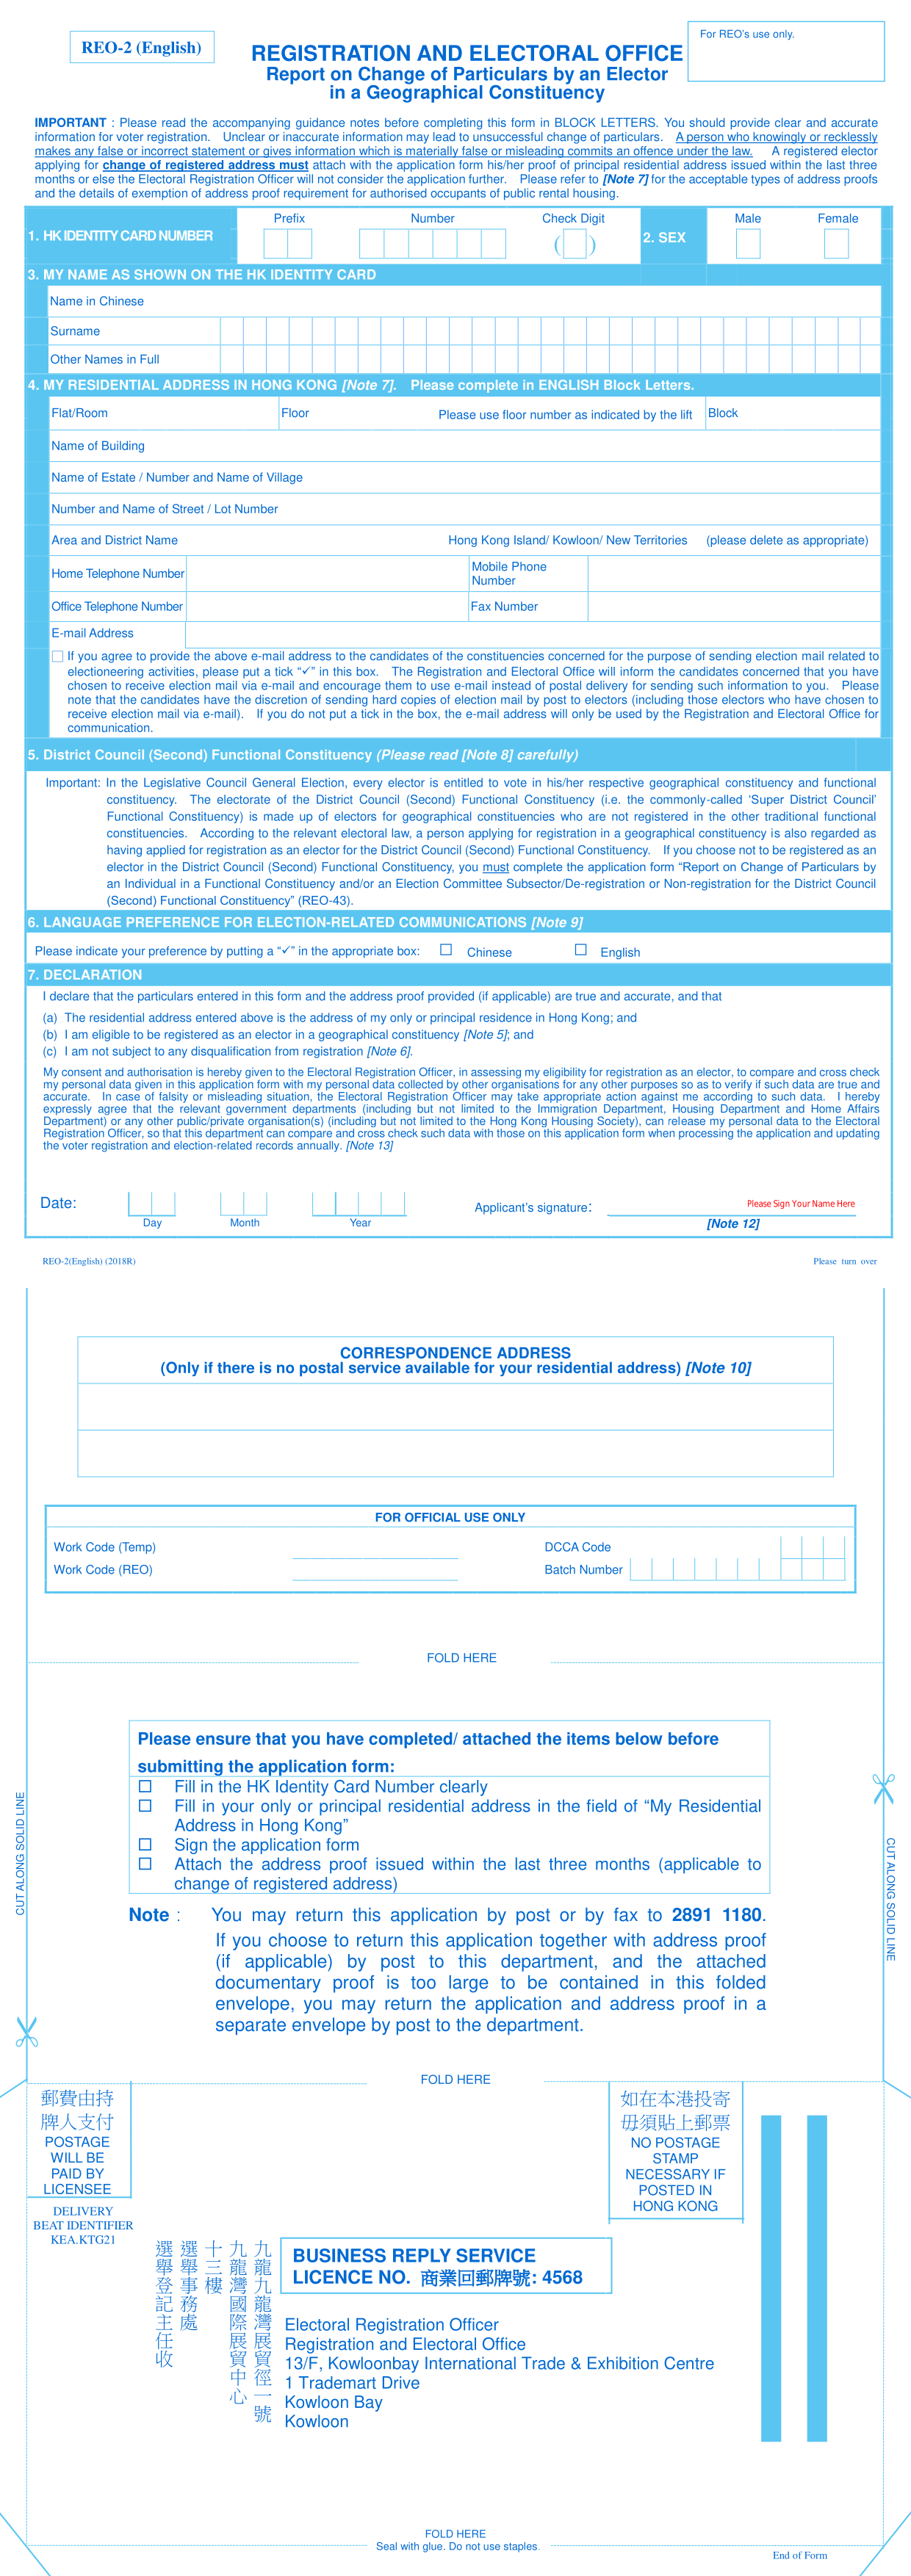 REO-2 (English)
For REO's use only.
REGISTRATION AND ELECTORAL OFFICE
Report on Change of Particulars by an Elector
in a Geographical Constituency
IMPORTANT : Please read the accompanying guidance notes before completing this form in BLOCK LETTERS. You should provide clear and accurate
information for voter registration. Unclear or inaccurate information may lead to unsuccessful change of particulars. A person who knowingly or recklessly
makes any false or incorrect statement or gives information which is materially false or misleading commits an offence under the law. A registered elector
applying for change of registered address must attach with the application form his/her proof of principal residential address issued within the last three
months or else the Electoral Registration Officer will not consider the application further. Please refer to [Note 7] for the acceptable types of address proofs
and the details of exemption of address proof requirement for authorised occupants of public rental housing.
1. HK IDENTITY CARD NUMBER
Prefix
Number
Check Digit
( )
2. SEX
Male
Female
3. MY NAME AS SHOWN ON THE HK IDENTITY CARD
Name in Chinese
Surname
Other Names in Full
4. MY RESIDENTIAL ADDRESS IN HONG KONG [Note 7]. Please complete in ENGLISH Block Letters.
Flat/Room
Floor
Please use floor number as indicated by the lift
Block
Name of Building
Name of Estate / Number and Name of Village
Number and Name of Street / Lot Number
Area and District Name
Hong Kong Island/ Kowloon/ New Territories (please delete as appropriate)
Home Telephone Number
Mobile Phone
Number
Office Telephone Number
Fax Number
E-mail Address
☐ If you agree to provide the above e-mail address to the candidates of the constituencies concerned for the purpose of sending election mail related to
electioneering activities, please put a tick “✓” in this box. The Registration and Electoral Office will inform the candidates concerned that you have
chosen to receive election mail via e-mail and encourage them to use e-mail instead of postal delivery for sending such information to you. Please
note that the candidates have the discretion of sending hard copies of election mail by post to electors (including those electors who have chosen to
receive election mail via e-mail). If you do not put a tick in the box, the e-mail address will only be used by the Registration and Electoral Office for
communication.
5. District Council (Second) Functional Constituency (Please read [Note 8] carefully)
Important: In the Legislative Council General Election, every elector is entitled to vote in his/her respective geographical constituency and functional
constituency. The electorate of the District Council (Second) Functional Constituency (i.e. the commonly-called ‘Super District Council’
Functional Constituency) is made up of electors for geographical constituencies who are not registered in the other traditional functional
constituencies. According to the relevant electoral law, a person applying for registration in a geographical constituency is also regarded as
having applied for registration as an elector for the District Council (Second) Functional Constituency. If you choose not to be registered as an
elector in the District Council (Second) Functional Constituency, you must complete the application form “Report on Change of Particulars by
an Individual in a Functional Constituency and/or an Election Committee Subsector/De-registration or Non-registration for the District Council
(Second) Functional Constituency” (REO-43).
6. LANGUAGE PREFERENCE FOR ELECTION-RELATED COMMUNICATIONS [Note 9]
Please indicate your preference by putting a “✓” in the appropriate box: ☐ Chinese ☐ English
7. DECLARATION
I declare that the particulars entered in this form and the address proof provided (if applicable) are true and accurate, and that
(a) The residential address entered above is the address of my only or principal residence in Hong Kong; and
(b) I am eligible to be registered as an elector in a geographical constituency [Note 5]; and
(c) I am not subject to any disqualification from registration [Note 6].
My consent and authorisation is hereby given to the Electoral Registration Officer, in assessing my eligibility for registration as an elector, to compare and cross check
my personal data given in this application form with my personal data collected by other organisations for any other purposes so as to verify if such data are true and
accurate. In case of falsity or misleading situation, the Electoral Registration Officer may take appropriate action against me according to such data. I hereby
expressly agree that the relevant government departments (including but not limited to the Immigration Department, Housing Department and Home Affairs
Department) or any other public/private organisation(s) (including but not limited to the Hong Kong Housing Society), can release my personal data to the Electoral
Registration Officer, so that this department can compare and cross check such data with those on this application form when processing the application and updating
the voter registration and election-related records annually. [Note 13]
Date:
Day
Month
Year
Applicant's signature:
Please Sign Your Name Here
[Note 12]
REO-2(English) (2018R)
Please turn over
CORRESPONDENCE ADDRESS
(Only if there is no postal service available for your residential address) [Note 10]
FOR OFFICIAL USE ONLY
Work Code (Temp)
DCCA Code
Work Code (REO)
Batch Number
FOLD HERE
Please ensure that you have completed/ attached the items below before
submitting the application form:
☐ Fill in the HK Identity Card Number clearly
☐ Fill in your only or principal residential address in the field of “My Residential
Address in Hong Kong”
☐ Sign the application form
☐ Attach the address proof issued within the last three months (applicable to
change of registered address)
CUT ALONG SOLID LINE
CUT ALONG SOLID LINE
Note : You may return this application by post or by fax to 2891 1180.
If you choose to return this application together with address proof
(if applicable) by post to this department, and the attached
documentary proof is too large to be contained in this folded
envelope, you may return the application and address proof in a
separate envelope by post to the department.
FOLD HERE
郵費由持
牌人支付
POSTAGE
WILL BE
PAID BY
LICENSEE
DELIVERY
BEAT IDENTIFIER
KEA.KTG21
如在本港投寄
毋須貼上郵票
NO POSTAGE
STAMP
NECESSARY IF
POSTED IN
HONG KONG
九龍九龍灣展貿徑一號
九龍灣國際展貿中心
十三樓
選舉事務處
選舉登記主任收
BUSINESS REPLY SERVICE
LICENCE NO. 商業回郵牌號: 4568
Electoral Registration Officer
Registration and Electoral Office
13/F, Kowloonbay International Trade & Exhibition Centre
1 Trademart Drive
Kowloon Bay
Kowloon
FOLD HERE
Seal with glue. Do not use staples.
End of Form